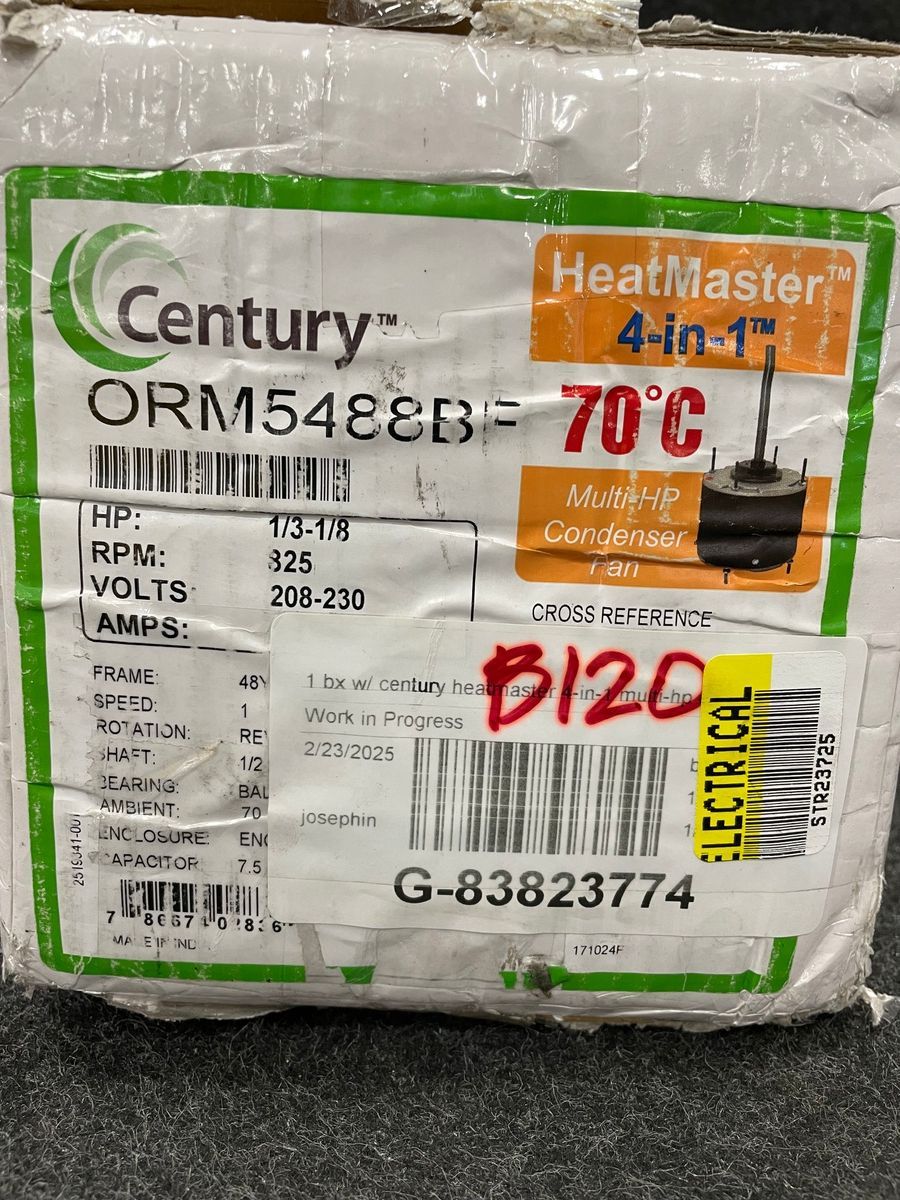 Century™
HeatMaster™
4-in-1™
ORM5488BF
70°C
Multi-HP
Condenser
Fan
HP: 1/3-1/8
RPM: 825
VOLTS: 208-230
AMPS:
CROSS REFERENCE
FRAME: 48Y
SPEED: 1
ROTATION: RE
SHAFT: 1/2
BEARING: BAL
AMBIENT: 70
ENCLOSURE: ENC
CAPACITOR 7.5
2519041-001
MADE IN IND
171024F
B120
1 bx w/ century heatmaster 4-in-1 multi-hp
Work in Progress
2/23/2025
josephin
G-83823774
ELECTRICAL
STR23725